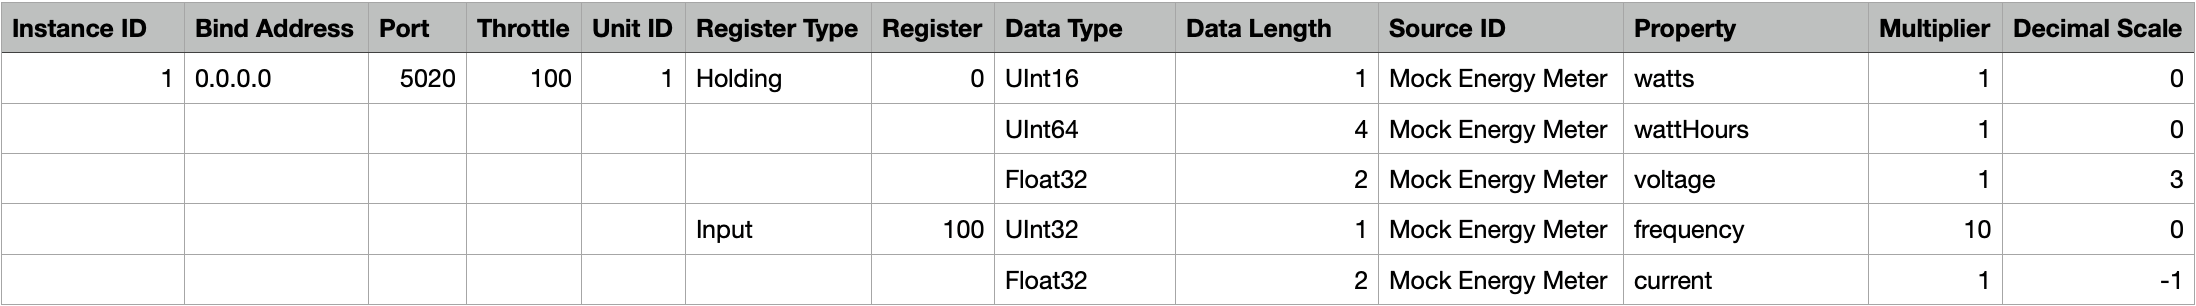 Instance ID Bind Address Port Throttle Unit ID Register Type Register Data Type Data Length Source ID Property Multiplier Decimal Scale
1 0.0.0.0 5020 100 1 Holding 0 UInt16 1 Mock Energy Meter watts 1 0
UInt64 4 Mock Energy Meter wattHours 1 0
Float32 2 Mock Energy Meter voltage 1 3
Input 100 UInt32 1 Mock Energy Meter frequency 10 0
Float32 2 Mock Energy Meter current 1 -1